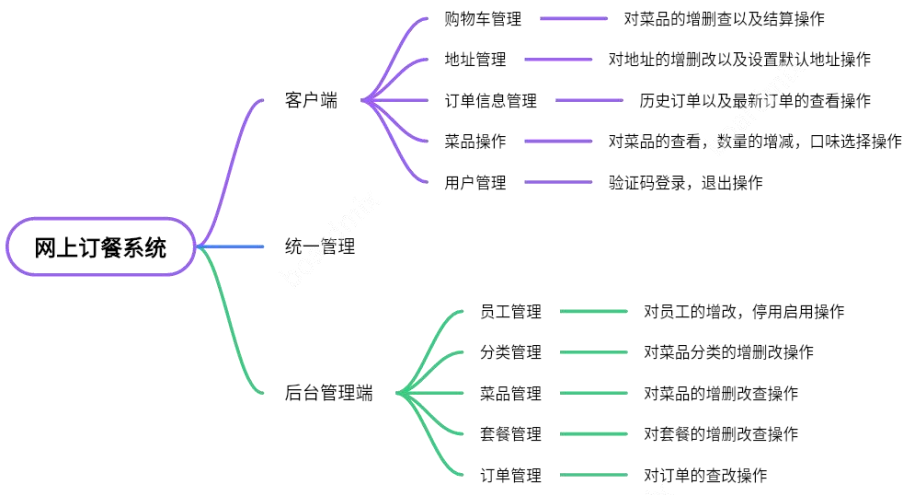 购物车管理 对菜品的增删查以及结算操作
地址管理 对地址的增删改以及设置默认地址操作
客户端
订单信息管理 历史订单以及最新订单的查看操作
菜品操作 对菜品的查看，数量的增减，口味选择操作
用户管理 验证码登录，退出操作
网上订餐系统
统一管理
员工管理 对员工的增改，停用启用操作
分类管理 对菜品分类的增删改操作
后台管理端
菜品管理 对菜品的增删改查操作
套餐管理 对套餐的增删改查操作
订单管理 对订单的查改操作